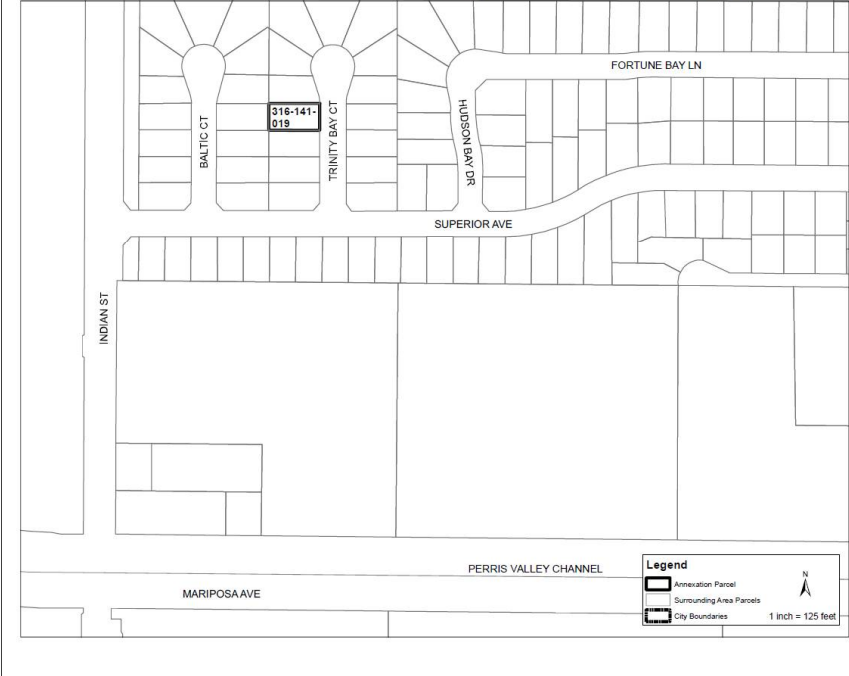 FORTUNE BAY LN
316-141-
019
BALTIC CT
TRINITY BAY CT
HUDSON BAY DR
SUPERIOR AVE
INDIAN ST
PERRIS VALLEY CHANNEL
MARIPOSA AVE
Legend
Annexation Parcel
Surrounding Area Parcels
City Boundaries
N
1 inch = 125 feet